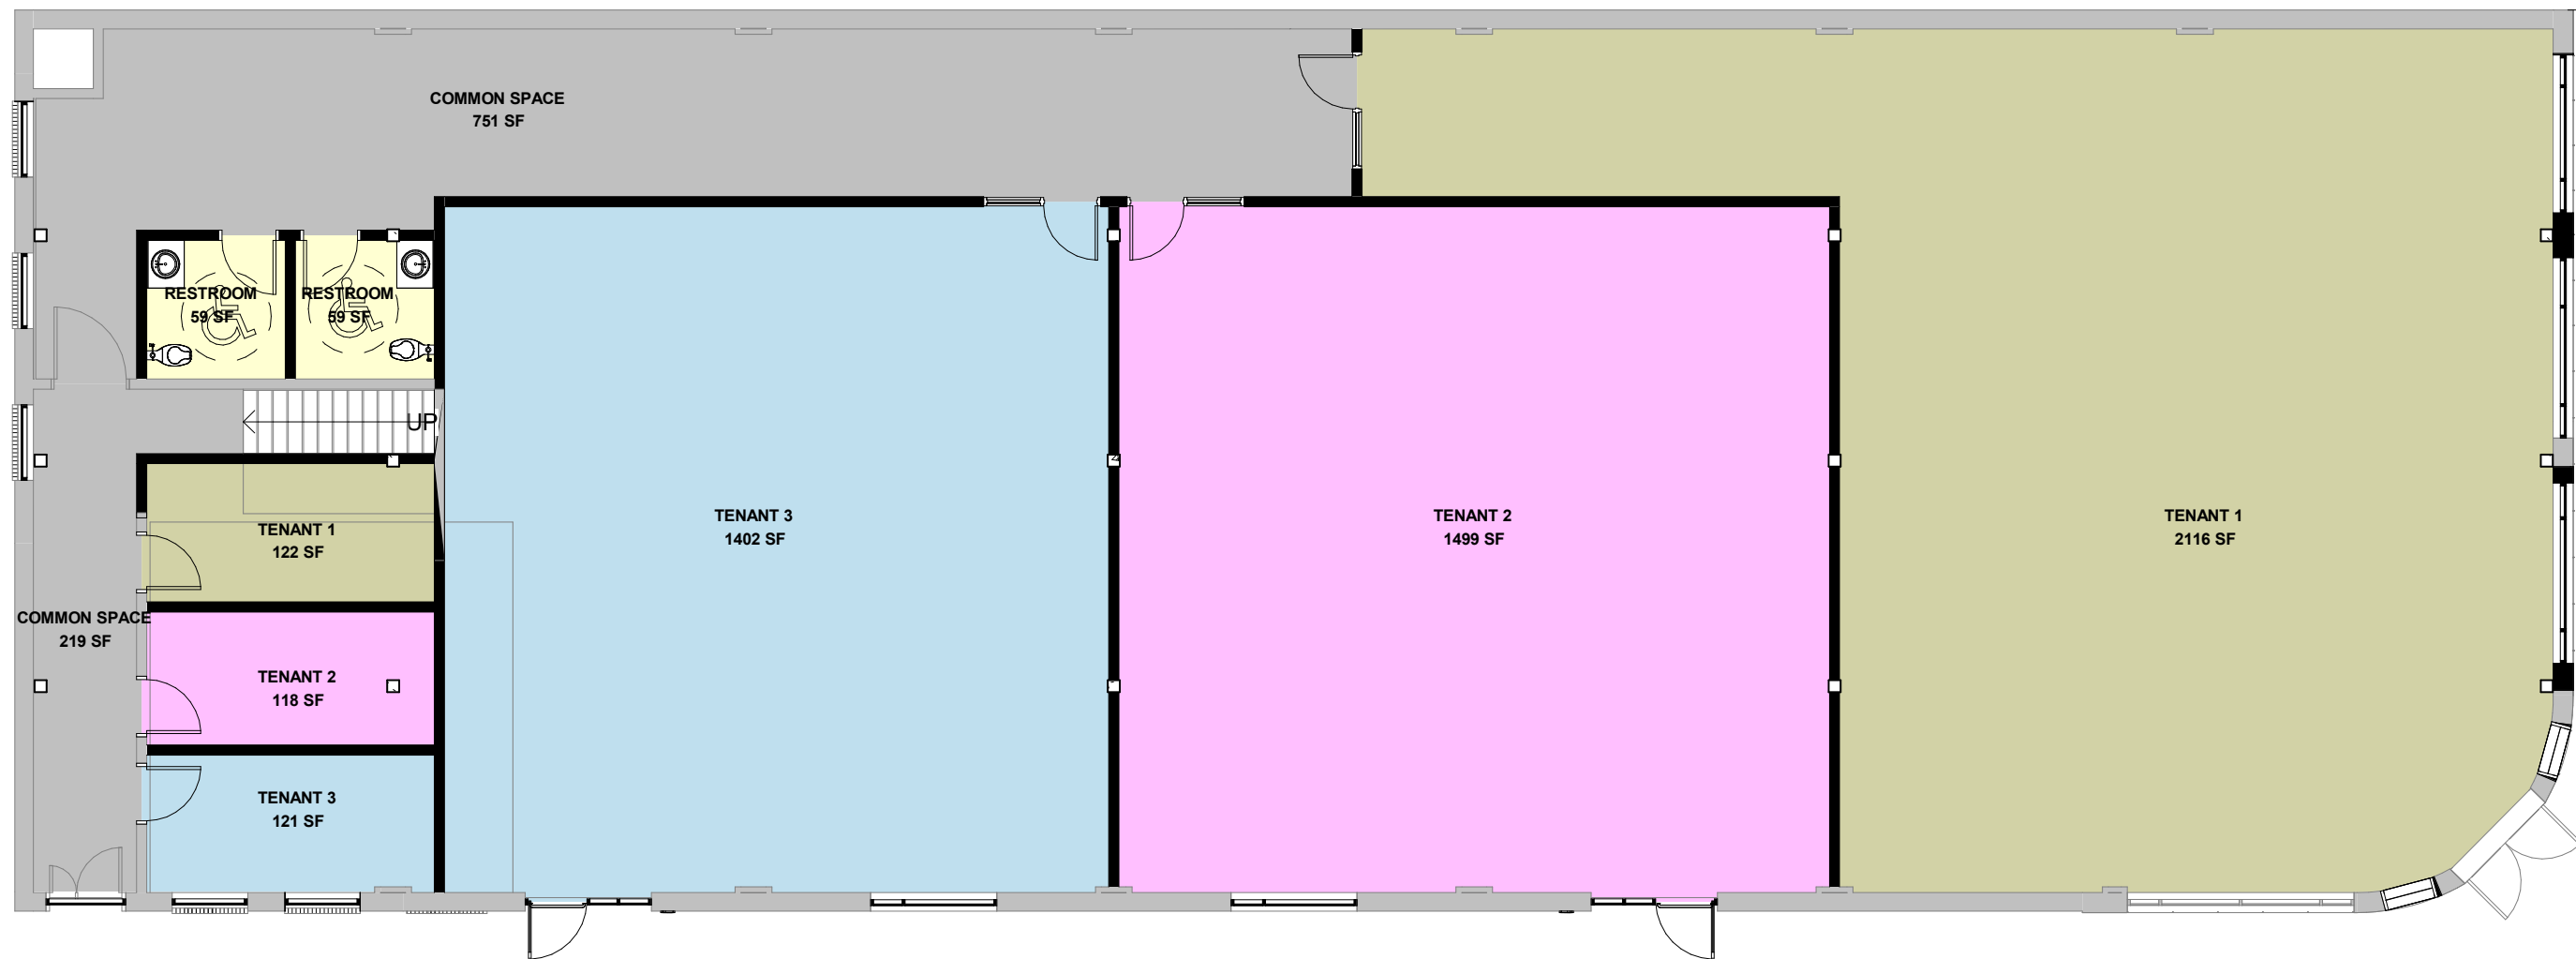 COMMON SPACE
751 SF
RESTROOM
59 SF
RESTROOM
59 SF
UP
TENANT 3
1402 SF
TENANT 2
1499 SF
TENANT 1
2116 SF
TENANT 1
122 SF
COMMON SPACE
219 SF
TENANT 2
118 SF
TENANT 3
121 SF